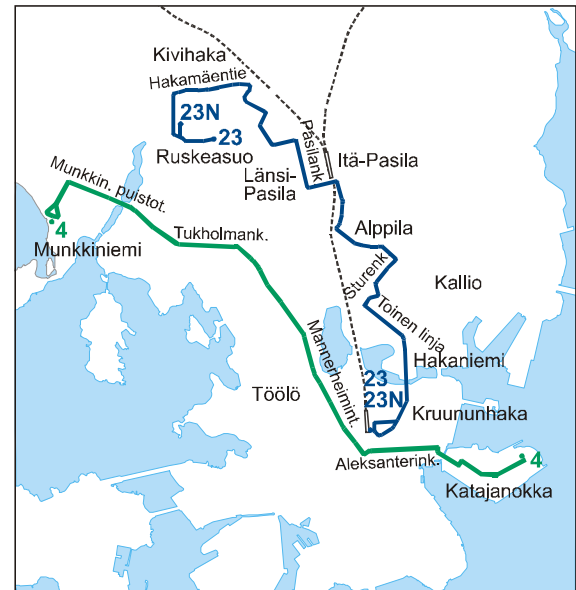 Kivihaka
Hakamäentie
23N
23
Ruskeasuo
Pasilank.
Itä-Pasila
Länsi-
Pasila
Munkkin. puistot.
4
Munkkiniemi
Tukholmank.
Alppila
Sturenk
Kallio
Toinen linja
Mannerheimint.
Hakaniemi
Töölö
23
23N
Kruununhaka
Aleksanterink.
4
Katajanokka